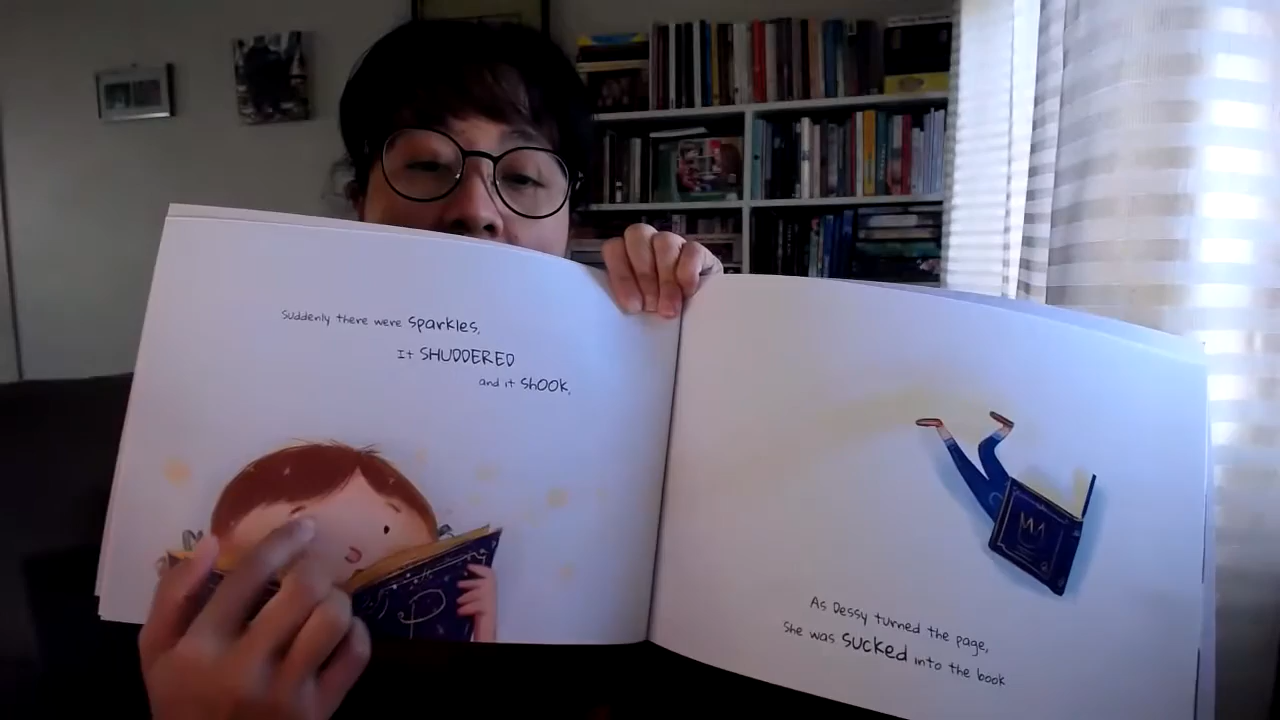 Suddenly there were sparkles,
It SHUDDERED
and it shook,
P
As Dessy turned the page,
She was sucked into the book